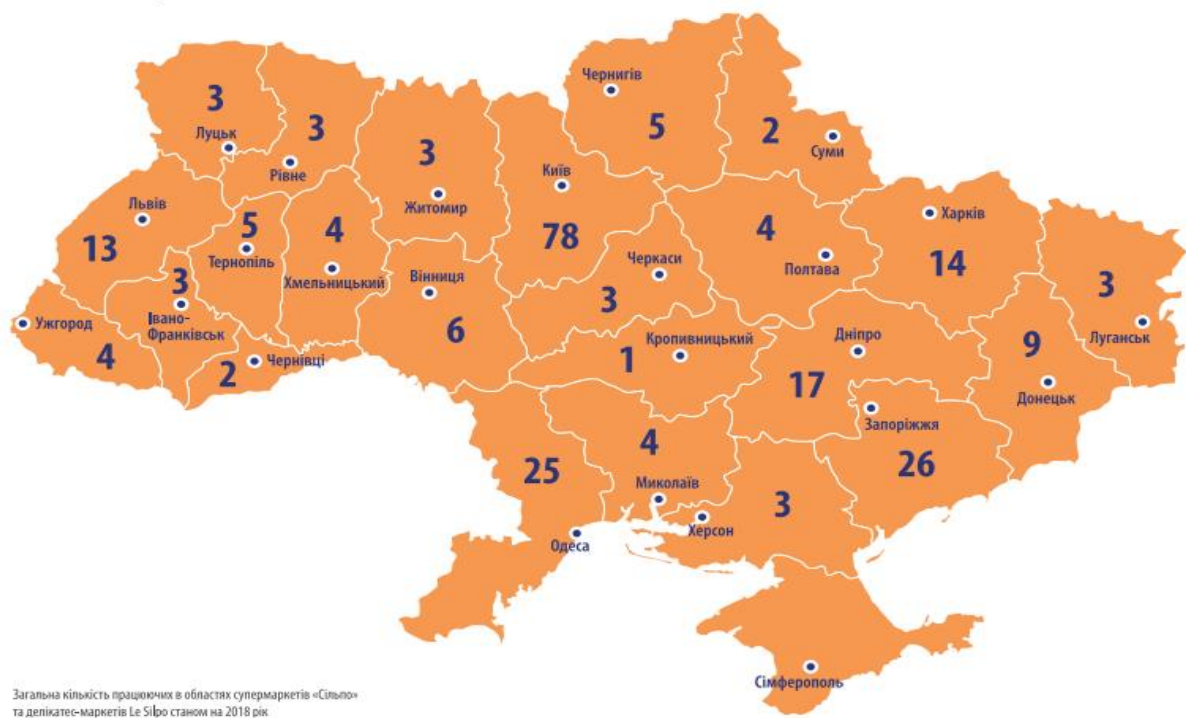 Чернигів
5
2
Суми
3
Луцьк
3
Рівне
3
Житомир
Київ
78
Львів
13
5
Тернопіль
4
Хмельницький
Вінниця
6
Черкаси
3
4
Полтава
Харків
14
3
Луганськ
3
Івано-
Франківськ
Ужгород
4
2
Чернівці
Кропивницький
1
Дніпро
17
9
Донецьк
Запоріжжя
26
25
Одеса
4
Миколаїв
3
Херсон
Сімферополь
Загальна кількість працюючих в областях супермаркетів «Сільпо»
та делікатес-маркетів Le Silpo станом на 2018 рік